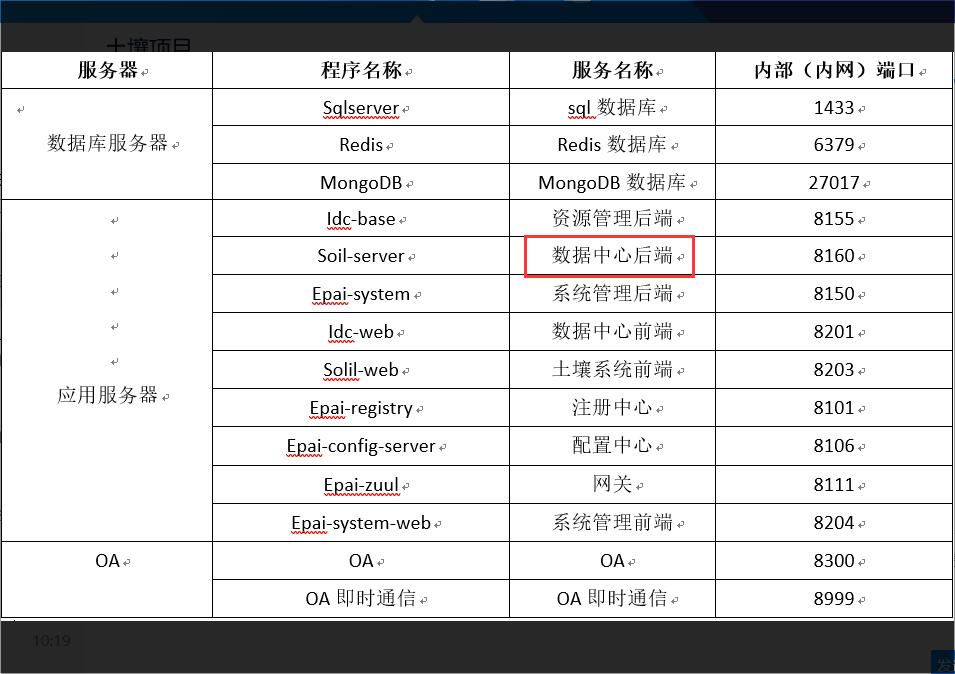 土壤项目
服务器 程序名称 服务名称 内部（内网）端口
数据库服务器 Sqlserver sql 数据库 1433
Redis Redis 数据库 6379
MongoDB MongoDB 数据库 27017
应用服务器 Idc-base 资源管理后端 8155
Soil-server 数据中心后端 8160
Epai-system 系统管理后端 8150
Idc-web 数据中心前端 8201
Solil-web 土壤系统前端 8203
Epai-registry 注册中心 8101
Epai-config-server 配置中心 8106
Epai-zuul 网关 8111
Epai-system-web 系统管理前端 8204
OA OA OA 8300
OA 即时通信 OA 即时通信 8999
10:19